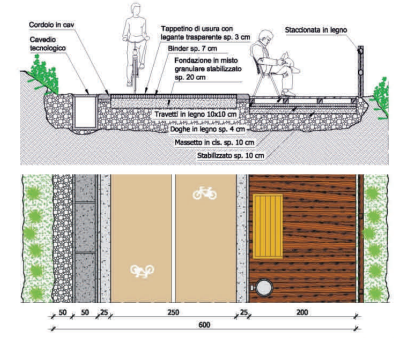 Cordolo in cav
Cavedio
tecnologico
Tappetino di usura con
legante trasparente sp. 3 cm
Binder sp. 7 cm
Fondazione in misto
granulare stabilizzato
sp. 20 cm
Staccionata in legno
Travetti in legno 10x10 cm
Doghe in legno sp. 4 cm
Massetto in cls. sp. 10 cm
Stabilizzato sp. 10 cm
50 50 25 250 25 200
600